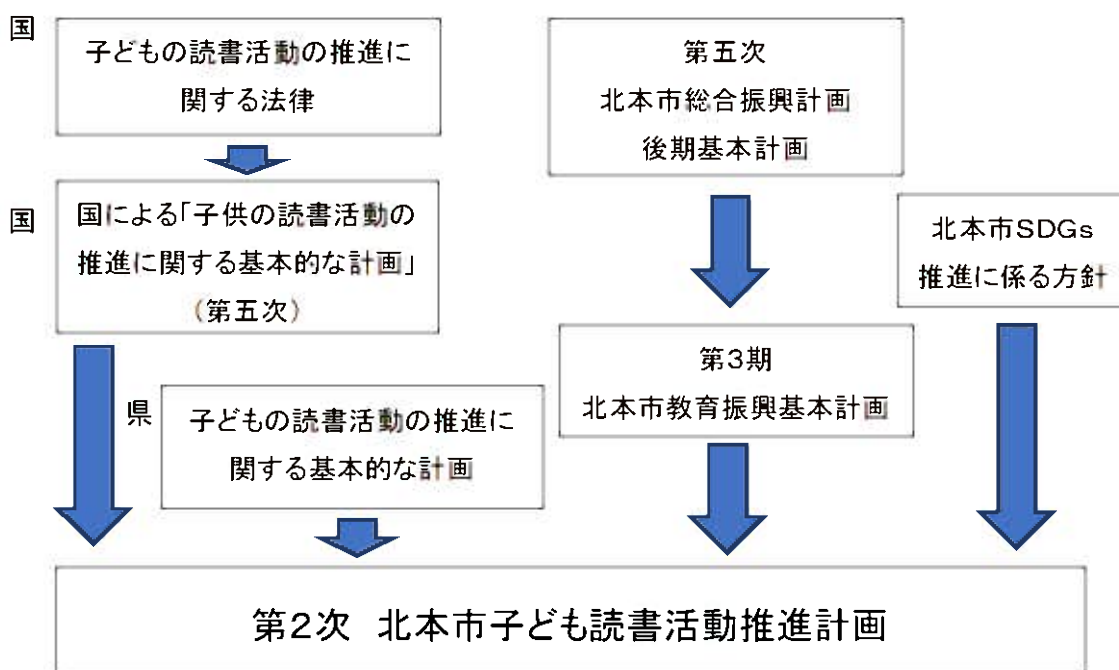 国
子どもの読書活動の推進に
関する法律
国
国による「子供の読書活動の
推進に関する基本的な計画」
（第五次）
県
子どもの読書活動の推進に
関する基本的な計画
第五次
北本市総合振興計画
後期基本計画
第３期
北本市教育振興基本計画
北本市SDGs
推進に係る方針
第２次 北本市子ども読書活動推進計画